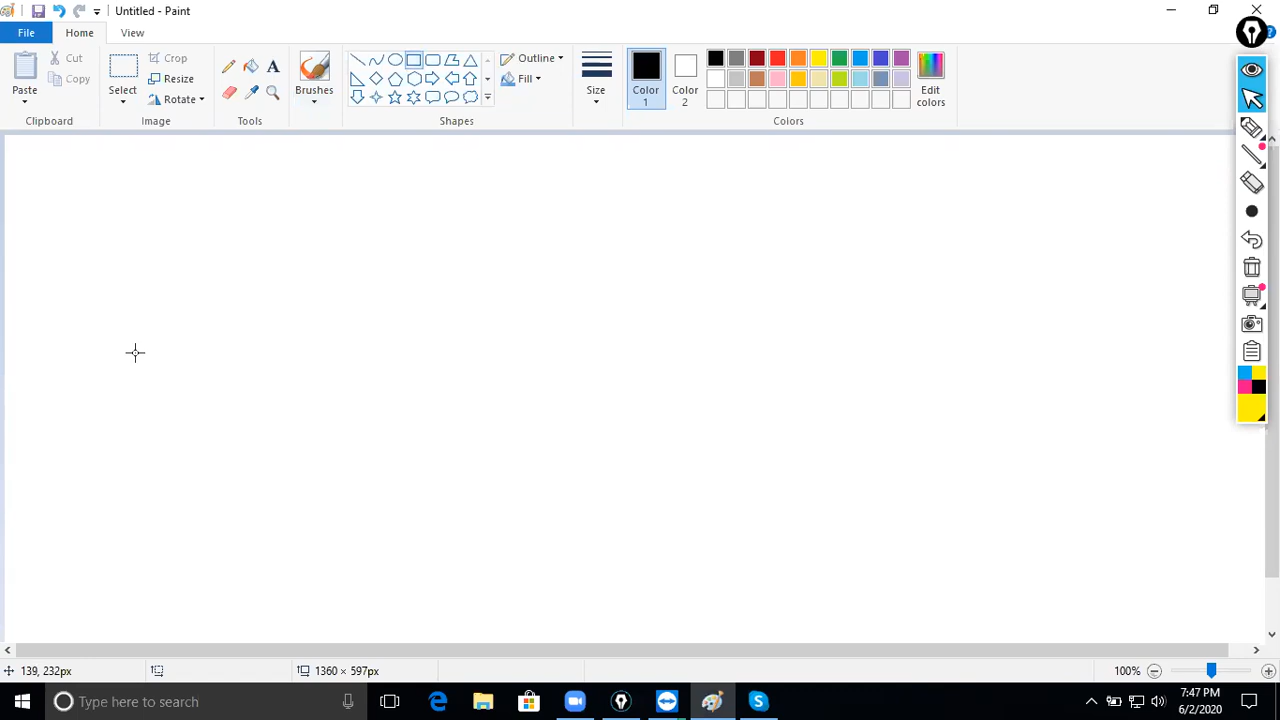 Untitled - Paint
File
Home
View
Paste
Cut
Copy
Clipboard
Select
Crop
Resize
Rotate
Image
A
Tools
Brushes
Outline
Fill
Shapes
Size
Color 1
Color 2
Edit colors
Colors
139, 232px
1360 × 597px
100%
Type here to search
7:47 PM
6/2/2020